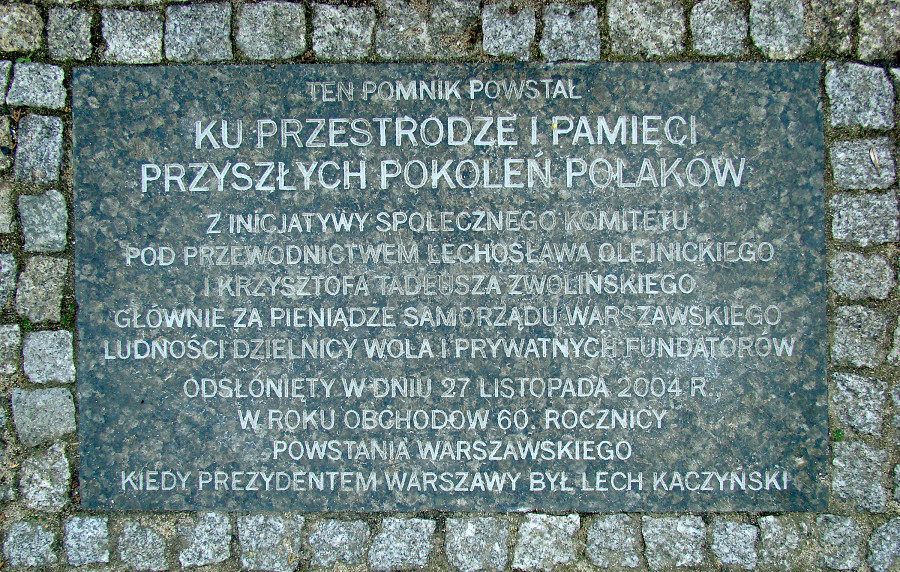 TEN POMNIK POWSTAŁ
KU PRZESTRODZE I PAMIĘCI
PRZYSZŁYCH POKOLEŃ POLAKÓW
Z INICJATYWY SPOŁECZNEGO KOMITETU
POD PRZEWODNICTWEM LECHOSŁAWA OLEJNICKIEGO
I KRZYSZTOFA TADEUSZA ZWOLIŃSKIEGO
GŁÓWNIE ZA PIENIĄDZE SAMORZĄDU WARSZAWSKIEGO
LUDNOŚCI DZIELNICY WOLA I PRYWATNYCH FUNDATORÓW
ODSŁONIĘTY W DNIU 27 LISTOPADA 2004 R.
W ROKU OBCHODÓW 60. ROCZNICY
POWSTANIA WARSZAWSKIEGO
KIEDY PREZYDENTEM WARSZAWY BYŁ LECH KACZYŃSKI